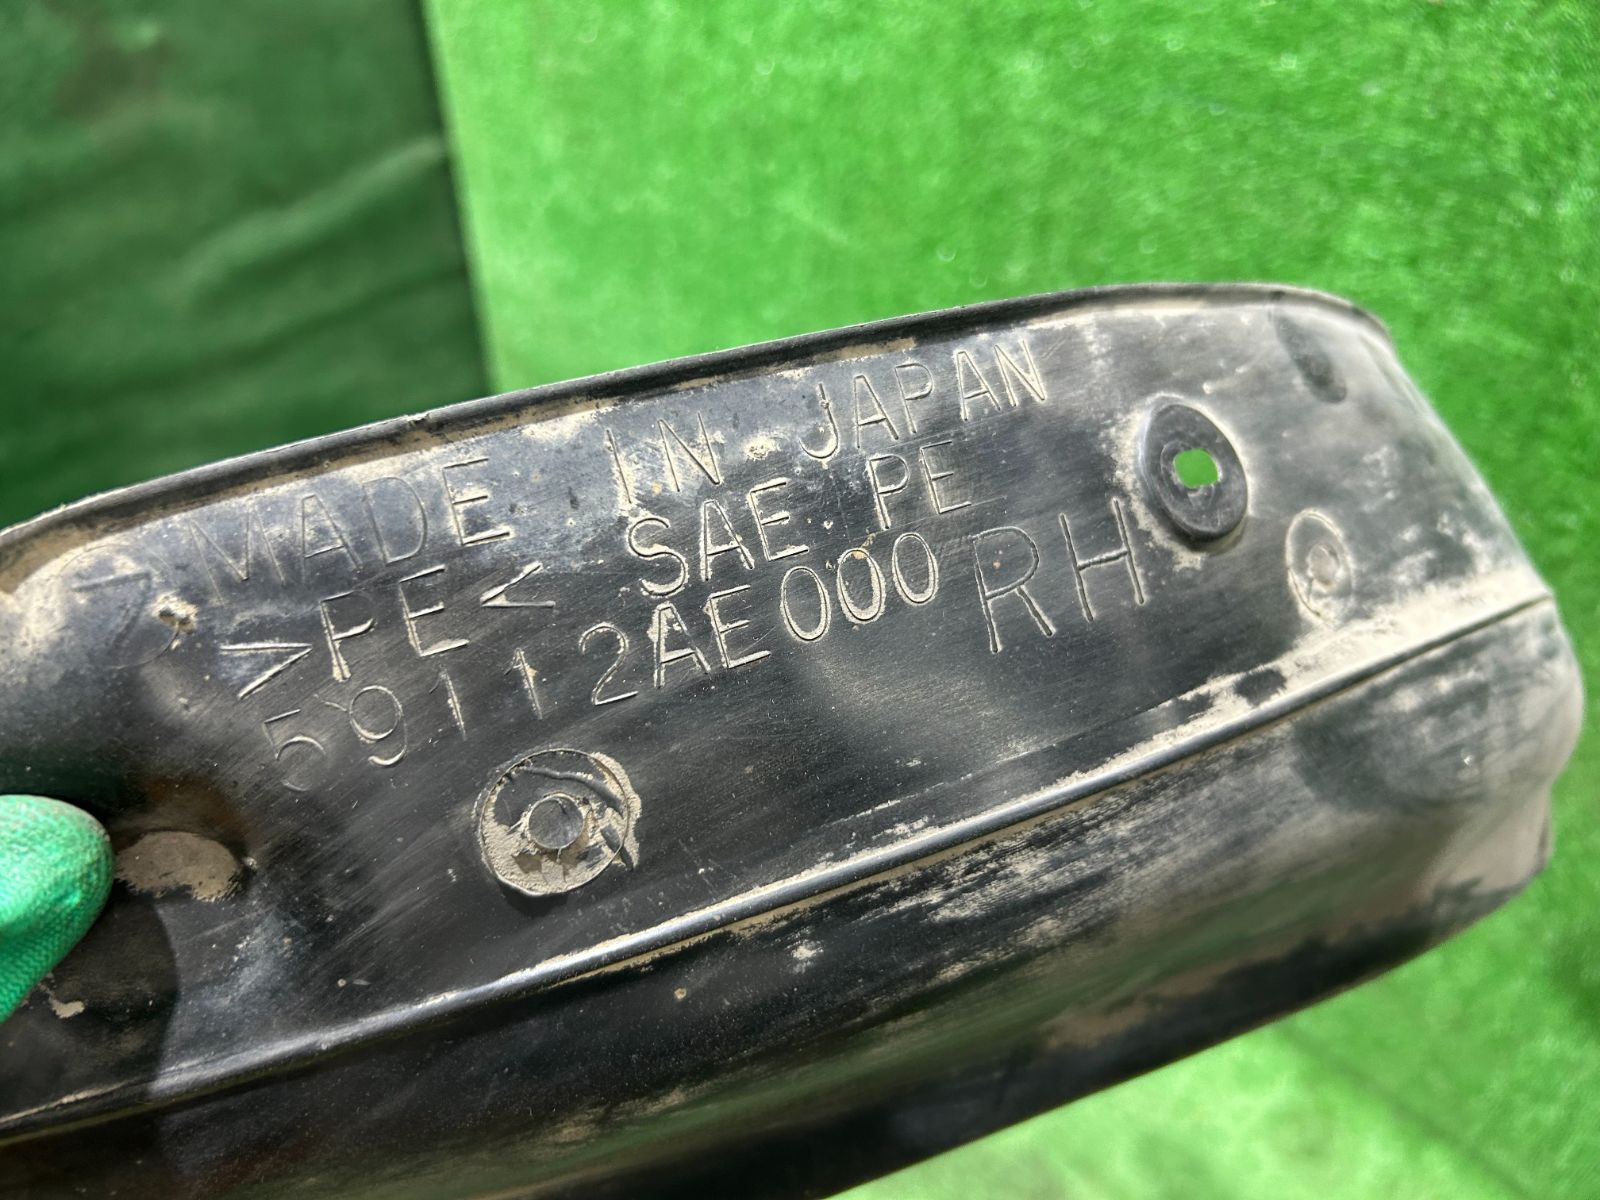 MADE IN JAPAN
>PE< SAE PE
59112AE000 RH